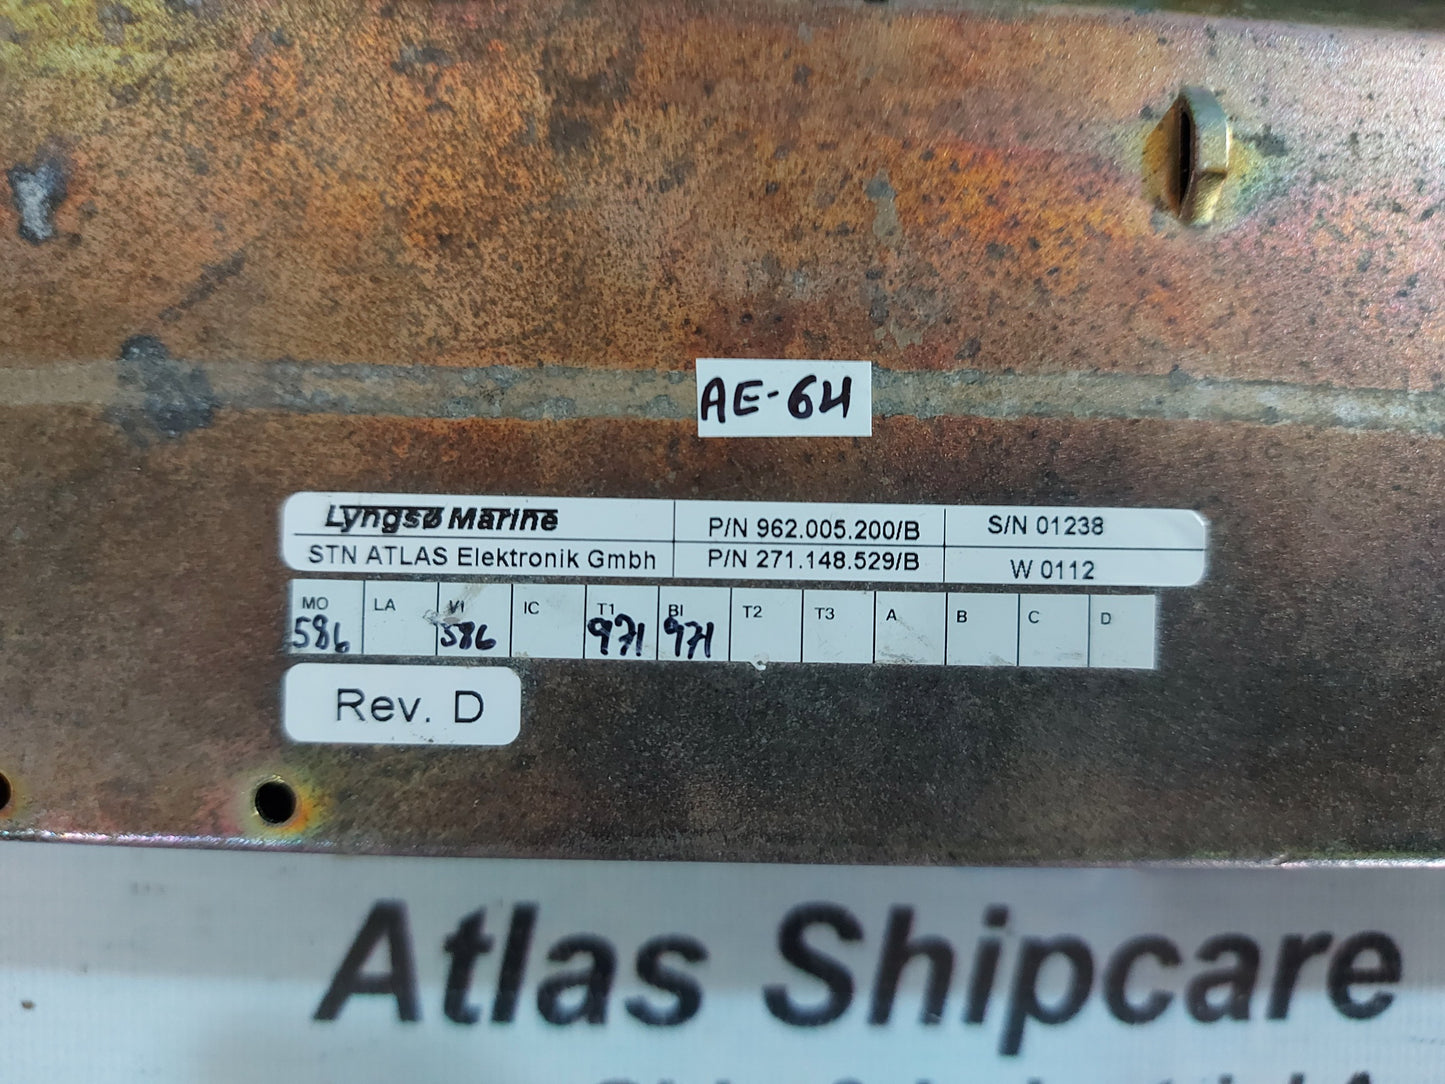 AE-64
Lyngsø Marine P/N 962.005.200/B S/N 01238
STN ATLAS Elektronik Gmbh P/N 271.148.529/B W 0112
MO LA VI IC T1 BI T2 T3 A B C D
586 586 971 971
Rev. D
Atlas Shipcare